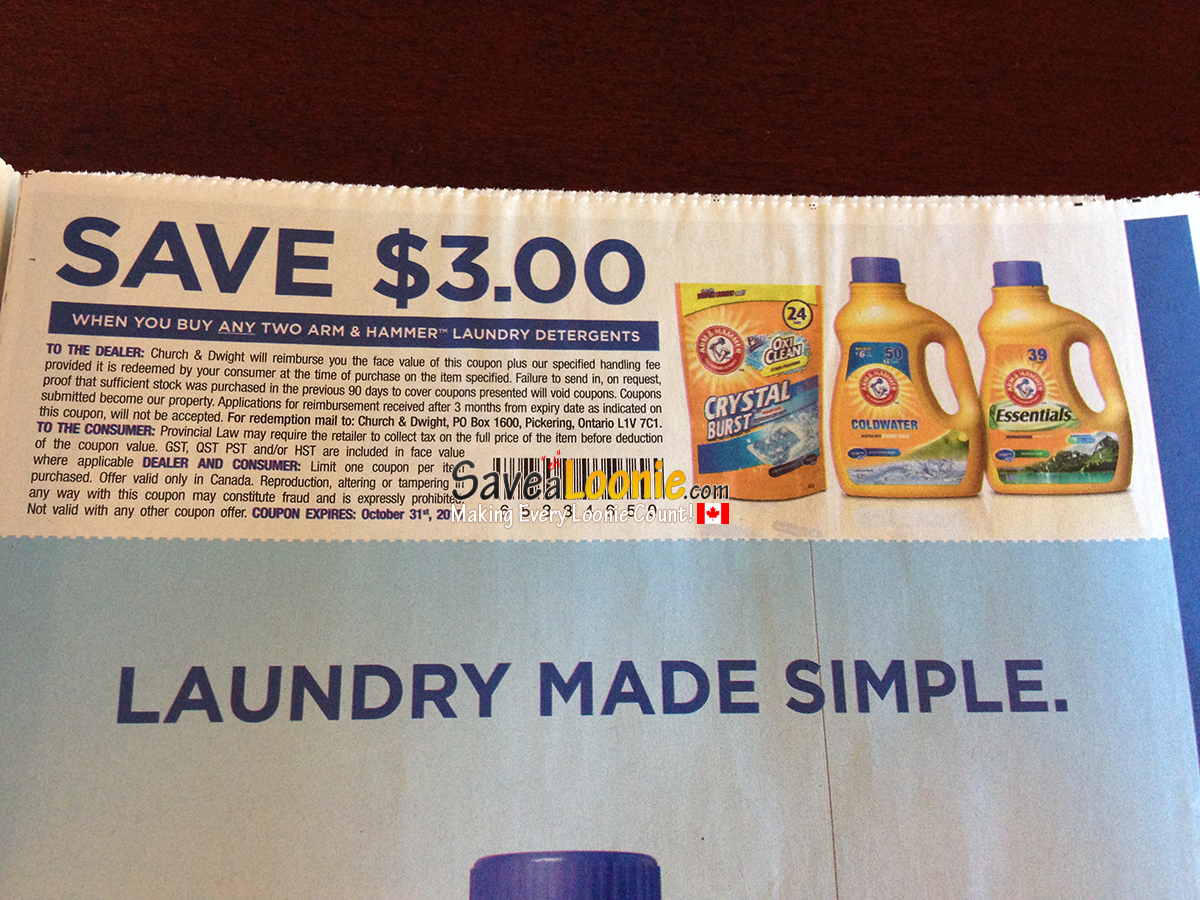 SAVE $3.00
WHEN YOU BUY ANY TWO ARM & HAMMER™ LAUNDRY DETERGENTS
TO THE DEALER: Church & Dwight will reimburse you the face value of this coupon plus our specified handling fee
provided it is redeemed by your consumer at the time of purchase on the item specified. Failure to send in, on request,
proof that sufficient stock was purchased in the previous 90 days to cover coupons presented will void coupons. Coupons
submitted become our property. Applications for reimbursement received after 3 months from expiry date as indicated on
this coupon, will not be accepted. For redemption mail to: Church & Dwight, PO Box 1600, Pickering, Ontario L1V 7C1.
TO THE CONSUMER: Provincial Law may require the retailer to collect tax on the full price of the item before deduction
of the coupon value. GST, QST PST and/or HST are included in face value
where applicable DEALER AND CONSUMER: Limit one coupon per
purchased. Offer valid only in Canada. Reproduction, altering or tampering
any way with this coupon may constitute fraud and is expressly prohibited.
Not valid with any other coupon offer. COUPON EXPIRES: October 31st,
SaveaLoonie.com
Making Every Loonie Count!
24
ARM & HAMMER
OXI
CLEAN
CRYSTAL
BURST
50
ARM & HAMMER
COLDWATER
39
ARM & HAMMER
Essentials
LAUNDRY MADE SIMPLE.